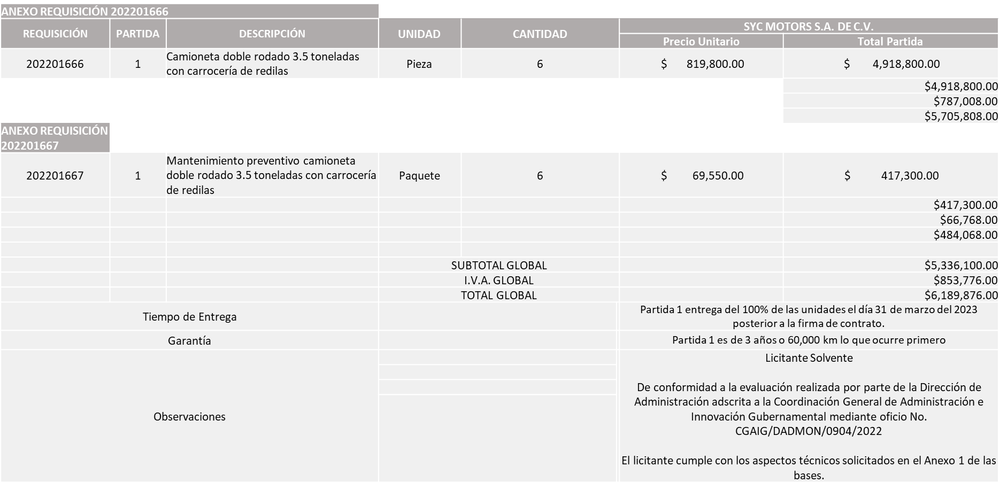 ANEXO REQUISICIÓN 202201666
REQUISICIÓN PARTIDA DESCRIPCIÓN UNIDAD CANTIDAD SYC MOTORS S.A. DE C.V.
Precio Unitario Total Partida
202201666 1 Camioneta doble rodado 3.5 toneladas
con carrocería de redilas Pieza 6 $ 819,800.00 $ 4,918,800.00
$4,918,800.00
$787,008.00
$5,705,808.00
ANEXO REQUISICIÓN
202201667
202201667 1 Mantenimiento preventivo camioneta
doble rodado 3.5 toneladas con carrocería
de redilas Paquete 6 $ 69,550.00 $ 417,300.00
$417,300.00
$66,768.00
$484,068.00
SUBTOTAL GLOBAL $5,336,100.00
I.V.A. GLOBAL $853,776.00
TOTAL GLOBAL $6,189,876.00
Tiempo de Entrega Partida 1 entrega del 100% de las unidades el día 31 de marzo del 2023
posterior a la firma de contrato.
Garantía Partida 1 es de 3 años o 60,000 km lo que ocurre primero
Observaciones Licitante Solvente
De conformidad a la evaluación realizada por parte de la Dirección de
Administración adscrita a la Coordinación General de Administración e
Innovación Gubernamental mediante oficio No.
CGAIG/DADMON/0904/2022
El licitante cumple con los aspectos técnicos solicitados en el Anexo 1 de las
bases.